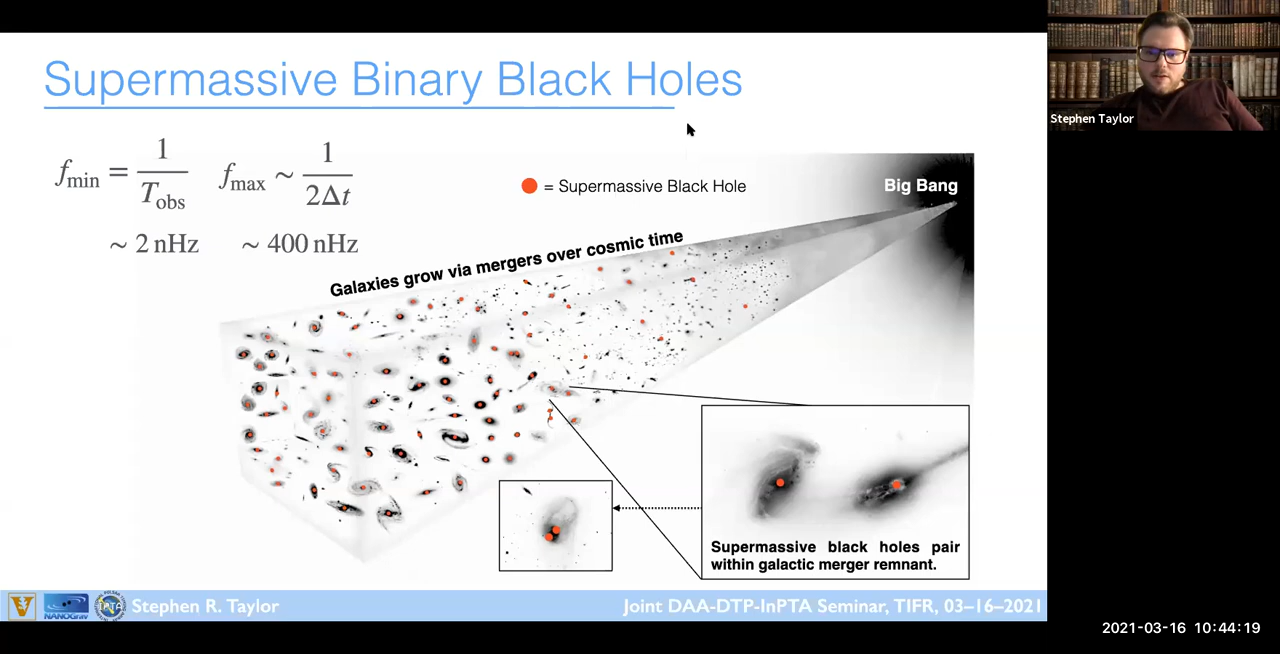 Supermassive Binary Black Holes
f_min = 1/T_obs f_max ~ 1/2Δt
~ 2 nHz ~ 400 nHz
= Supermassive Black Hole
Big Bang
Galaxies grow via mergers over cosmic time
Supermassive black holes pair
within galactic merger remnant.
Stephen Taylor
NANOGrav
IPTA
Stephen R. Taylor
Joint DAA-DTP-InPTA Seminar, TIFR, 03–16–2021
2021-03-16 10:44:19